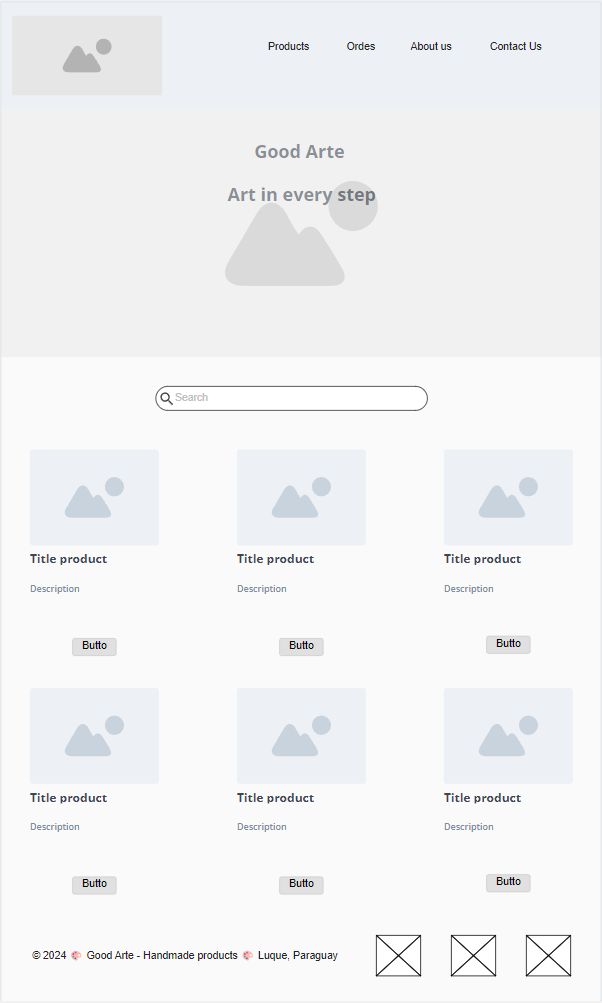 Products Ordes About us Contact Us
Good Arte
Art in every step
Search
Title product Title product Title product
Description Description Description
Butto Butto Butto
Title product Title product Title product
Description Description Description
Butto Butto Butto
© 2024 🎨 Good Arte - Handmade products 🎨 Luque, Paraguay